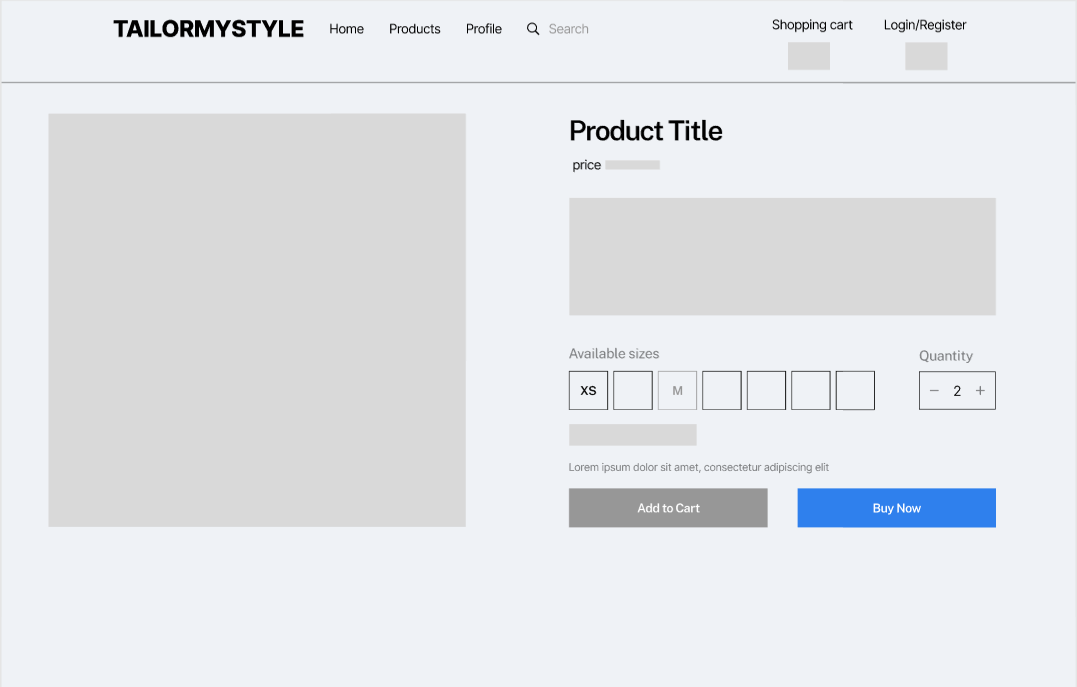 TAILORMYSTYLE Home Products Profile Search Shopping cart Login/Register
Product Title
price
Available sizes Quantity
XS M − 2 +
Lorem ipsum dolor sit amet, consectetur adipiscing elit
Add to Cart Buy Now